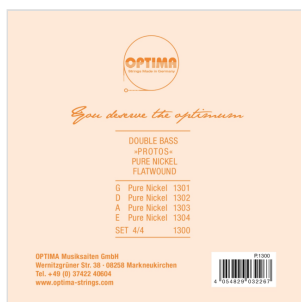 OPTIMA
Strings Made in Germany
You deserve the optimum
DOUBLE BASS
»PROTOS«
PURE NICKEL
FLATWOUND
G Pure Nickel 1301
D Pure Nickel 1302
A Pure Nickel 1303
E Pure Nickel 1304
SET 4/4 1300
OPTIMA Musiksaiten GmbH
Wernitzgrüner Str. 38 · 08258 Markneukirchen
Tel. +49 (0) 37422 40604
www.optima-strings.com
P.1300
4 054829 032267